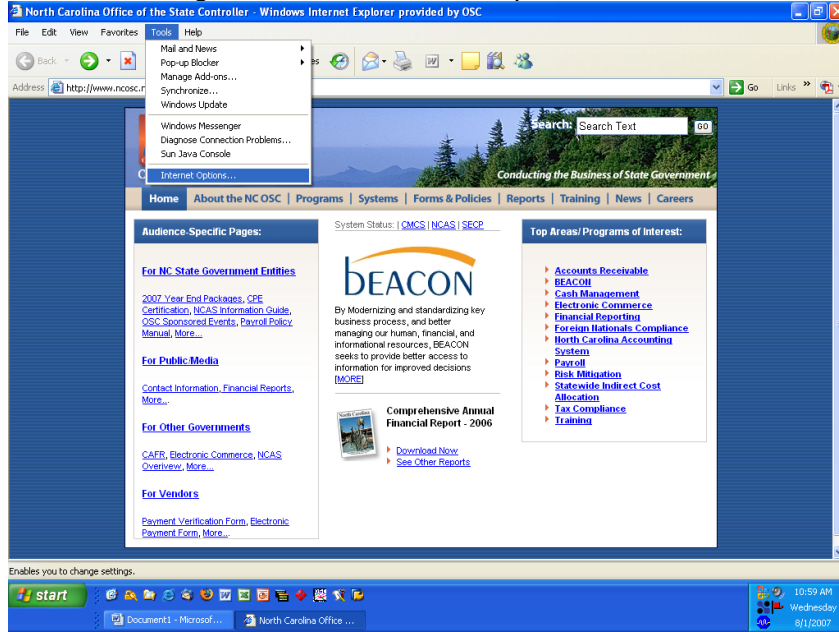 North Carolina Office of the State Controller - Windows Internet Explorer provided by OSC
File Edit View Favorites Tools Help
Mail and News
Pop-up Blocker
Manage Add-ons...
Synchronize...
Windows Update
Windows Messenger
Diagnose Connection Problems...
Sun Java Console
Internet Options...
Back
Address http://www.ncosc.n
Go Links »
Search: Search Text GO
Conducting the Business of State Government
Home About the NC OSC | Programs | Systems | Forms & Policies | Reports | Training | News | Careers
Audience-Specific Pages:
For NC State Government Entities
2007 Year End Packages, CPE
Certification, NCAS Information Guide,
OSC Sponsored Events, Payroll Policy
Manual, More...
For Public/Media
Contact Information, Financial Reports,
More...
For Other Governments
CAFR, Electronic Commerce, NCAS
Overivew, More...
For Vendors
Payment Verification Form, Electronic
Payment Form, More...
System Status: | CMCS | NCAS | SECP
BEACON
By Modernizing and standardizing key
business process, and better
managing our human, financial, and
informational resources, BEACON
seeks to provide better access to
information for improved decisions
[MORE]
North Carolina
Comprehensive Annual
Financial Report - 2006
Download Now
See Other Reports
Top Areas/Programs of Interest:
Accounts Receivable
BEACON
Cash Management
Electronic Commerce
Financial Reporting
Foreign Nationals Compliance
North Carolina Accounting
System
Payroll
Risk Mitigation
Statewide Indirect Cost
Allocation
Tax Compliance
Training
Enables you to change settings.
start
Document1 - Microsof...
North Carolina Office ...
10:59 AM
Wednesday
8/1/2007